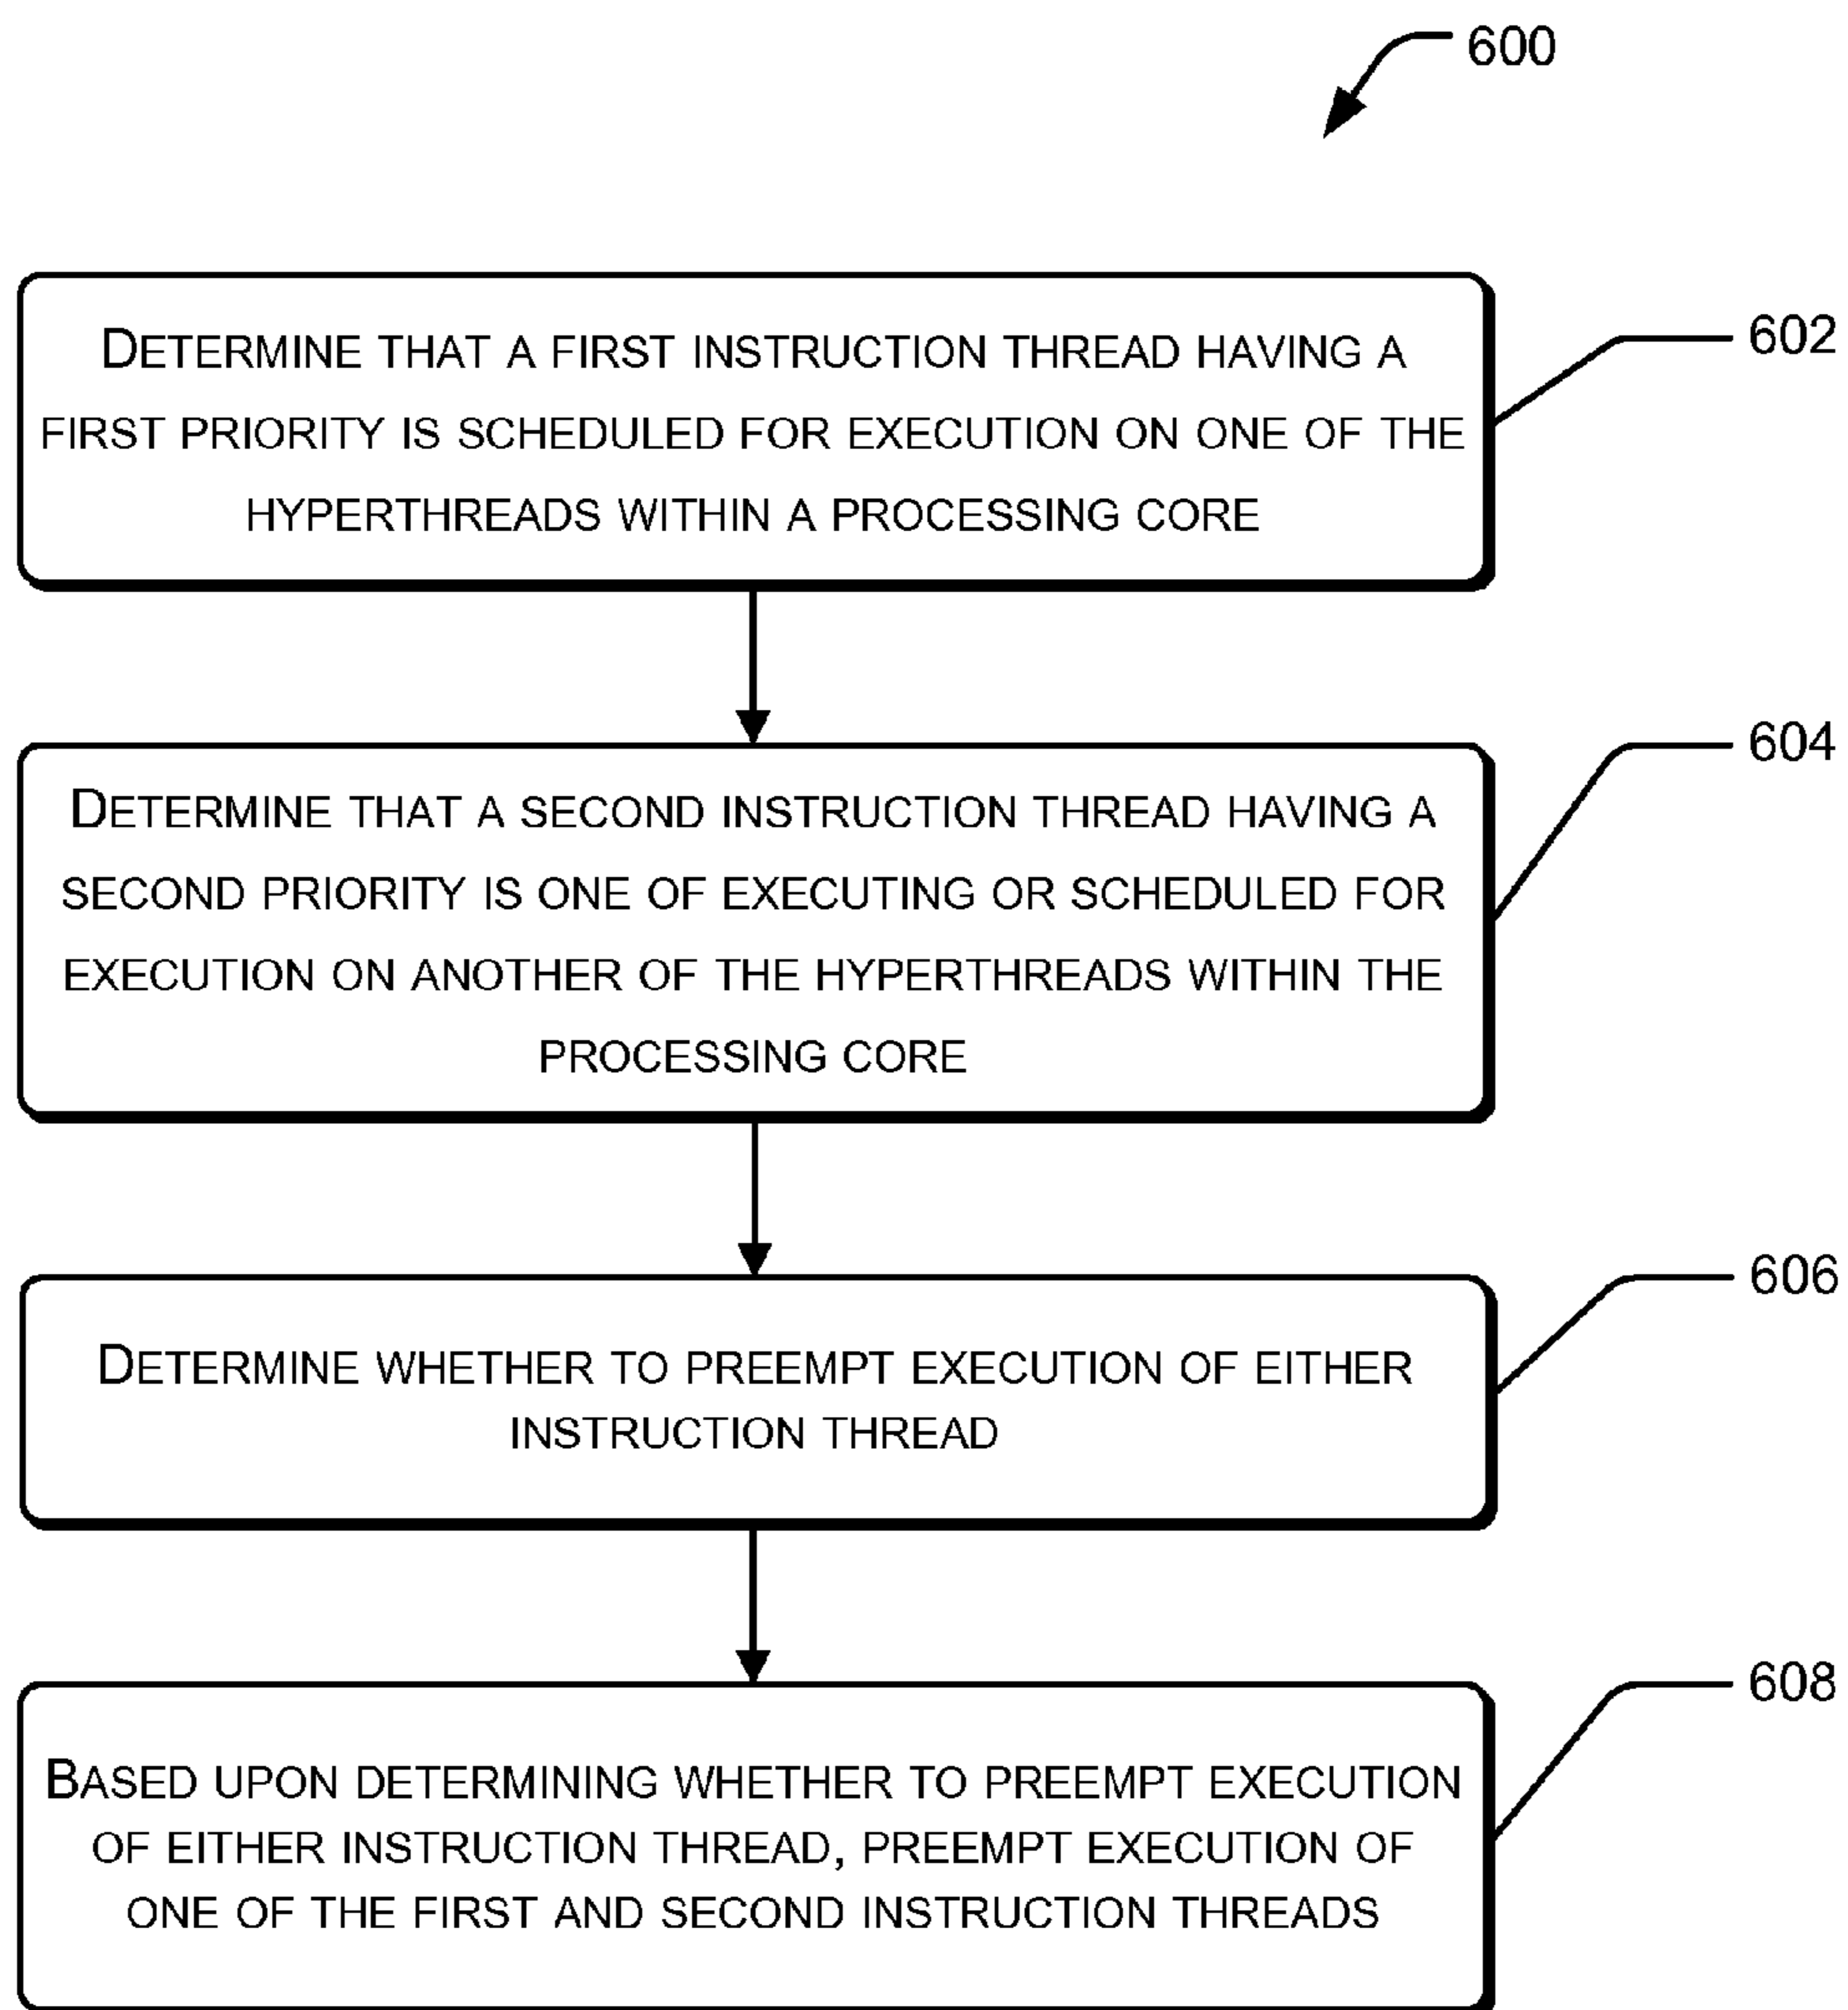 600
DETERMINE THAT A FIRST INSTRUCTION THREAD HAVING A
FIRST PRIORITY IS SCHEDULED FOR EXECUTION ON ONE OF THE
HYPERTHREADS WITHIN A PROCESSING CORE
602
DETERMINE THAT A SECOND INSTRUCTION THREAD HAVING A
SECOND PRIORITY IS ONE OF EXECUTING OR SCHEDULED FOR
EXECUTION ON ANOTHER OF THE HYPERTHREADS WITHIN THE
PROCESSING CORE
604
DETERMINE WHETHER TO PREEMPT EXECUTION OF EITHER
INSTRUCTION THREAD
606
BASED UPON DETERMINING WHETHER TO PREEMPT EXECUTION
OF EITHER INSTRUCTION THREAD, PREEMPT EXECUTION OF
ONE OF THE FIRST AND SECOND INSTRUCTION THREADS
608